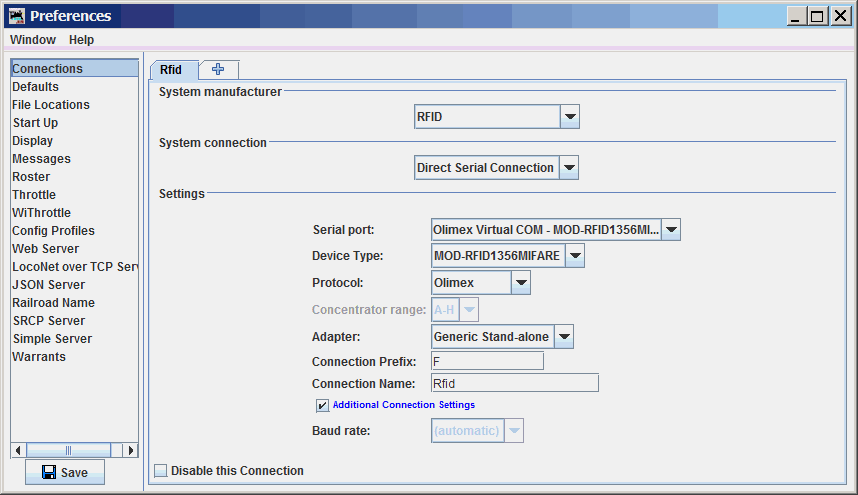 Preferences
Window Help
Connections
Defaults
File Locations
Start Up
Display
Messages
Roster
Throttle
WiThrottle
Config Profiles
Web Server
LocoNet over TCP Serv
JSON Server
Railroad Name
SRCP Server
Simple Server
Warrants
Save
Rfid
System manufacturer
RFID
System connection
Direct Serial Connection
Settings
Serial port: Olimex Virtual COM - MOD-RFID1356MI...
Device Type: MOD-RFID1356MIFARE
Protocol: Olimex
Concentrator range: A-H
Adapter: Generic Stand-alone
Connection Prefix: F
Connection Name: Rfid
Additional Connection Settings
Baud rate: (automatic)
Disable this Connection